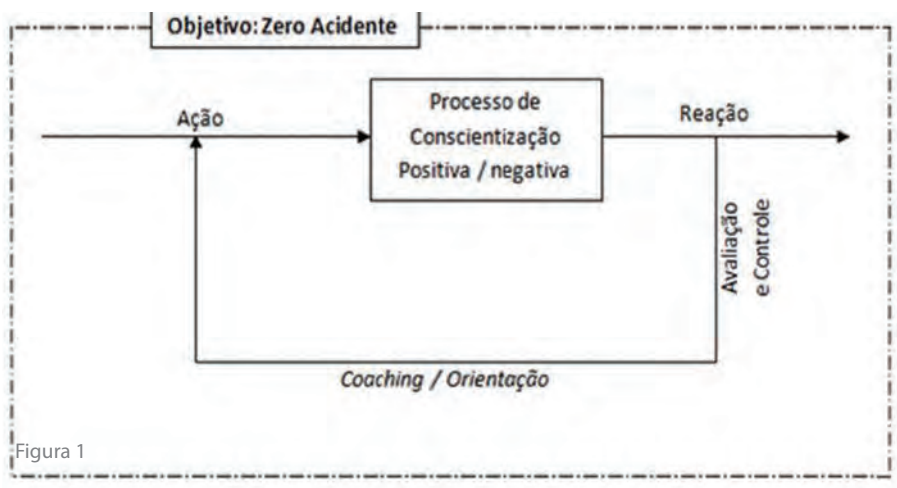 Objetivo: Zero Acidente
Ação
Processo de
Conscientização
Positiva / negativa
Reação
Avaliação
e Controle
Coaching / Orientação
Figura 1